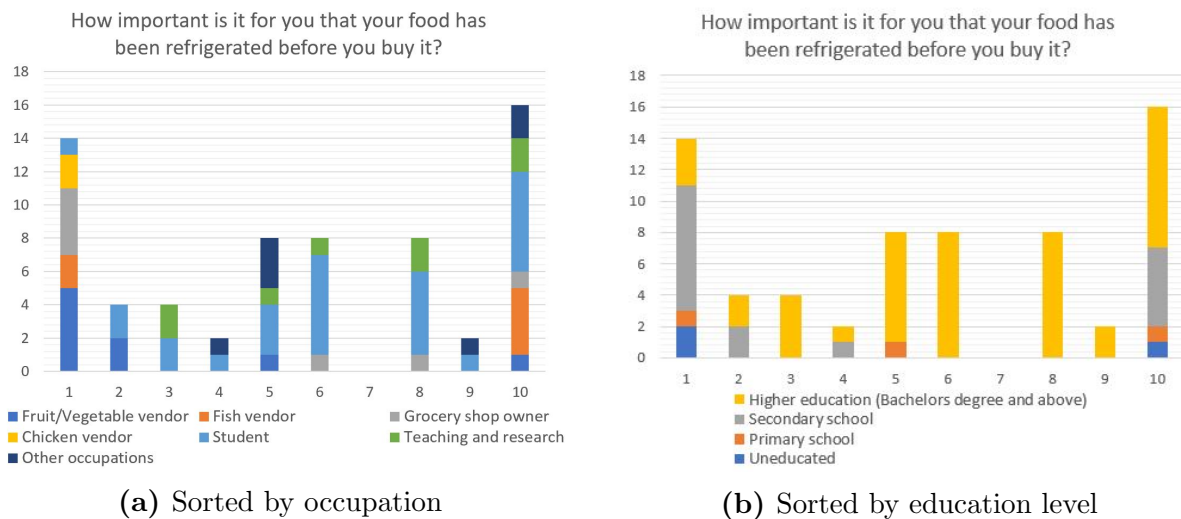 How important is it for you that your food has
been refrigerated before you buy it?
18
16
14
12
10
8
6
4
2
0
1 2 3 4 5 6 7 8 9 10
Fruit/Vegetable vendor Fish vendor Grocery shop owner
Chicken vendor Student Teaching and research
Other occupations
(a) Sorted by occupation
How important is it for you that your food has
been refrigerated before you buy it?
18
16
14
12
10
8
6
4
2
0
1 2 3 4 5 6 7 8 9 10
Higher education (Bachelors degree and above)
Secondary school
Primary school
Uneducated
(b) Sorted by education level